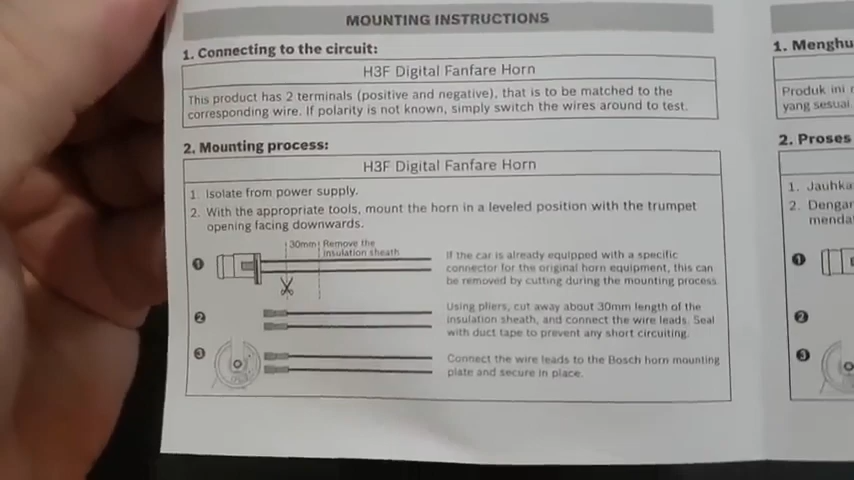 MOUNTING INSTRUCTIONS
1. Connecting to the circuit:
H3F Digital Fanfare Horn
This product has 2 terminals (positive and negative), that is to be matched to the
corresponding wire. If polarity is not known, simply switch the wires around to test.
2. Mounting process:
H3F Digital Fanfare Horn
1. Isolate from power supply.
2. With the appropriate tools, mount the horn in a leveled position with the trumpet
opening facing downwards.
30mm Remove the
insulation sheath
1
If the car is already equipped with a specific
connector for the original horn equipment, this can
be removed by cutting during the mounting process
2
Using pliers, cut away about 30mm length of the
insulation sheath, and connect the wire leads. Seal
with duct tape to prevent any short circuiting.
3
Connect the wire leads to the Bosch horn mounting
plate and secure in place.
1. Menghu
Produk ini
yang sesuai
2. Proses
1. Jauhka
2. Dengar
menda
1
2
3